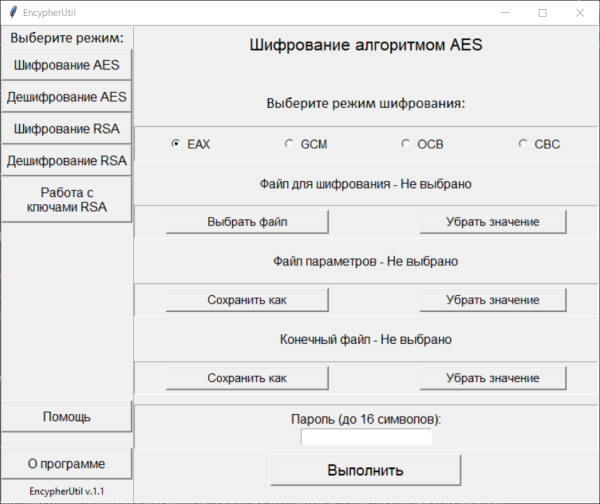 EncypherUtil
Выберите режим:
Шифрование AES
Дешифрование AES
Шифрование RSA
Дешифрование RSA
Работа с
ключами RSA
Помощь
О программе
EncypherUtil v.1.1
Шифрование алгоритмом AES
Выберите режим шифрования:
EAX GCM OCB CBC
Файл для шифрования - Не выбрано
Выбрать файл Убрать значение
Файл параметров - Не выбрано
Сохранить как Убрать значение
Конечный файл - Не выбрано
Сохранить как Убрать значение
Пароль (до 16 символов):
Выполнить